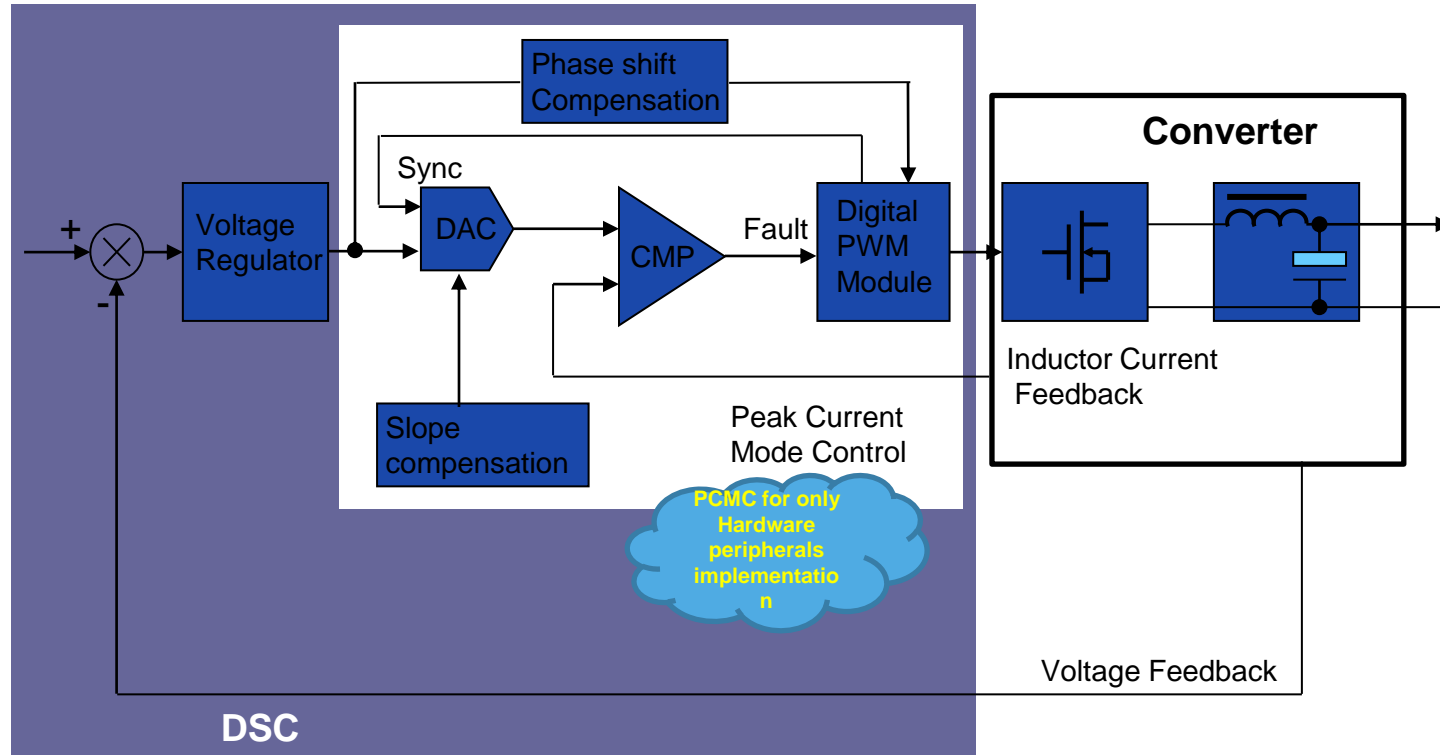 Phase shift
Compensation
Converter
Sync
+
Voltage
Regulator
DAC
CMP
Fault
Digital
PWM
Module
-
Inductor Current
Feedback
Slope
compensation
Peak Current
Mode Control
PCMC for only
Hardware
peripherals
implementatio
n
Voltage Feedback
DSC